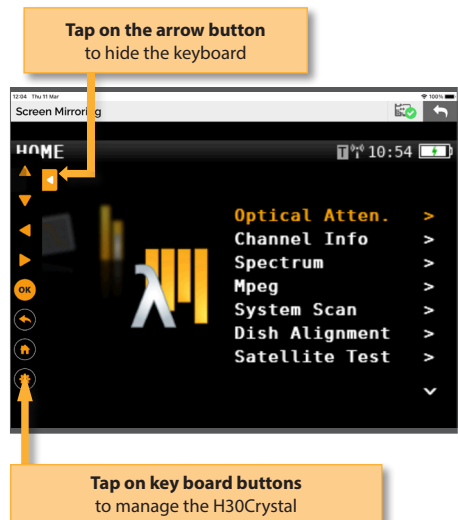 Tap on the arrow button
to hide the keyboard
12:04 Thu 11 Mar
100%
Screen Mirroring
HOME
T 10:54
Optical Atten. >
Channel Info >
Spectrum >
Mpeg >
System Scan >
Dish Alignment >
Satellite Test >
OK
λ
Tap on key board buttons
to manage the H30Crystal